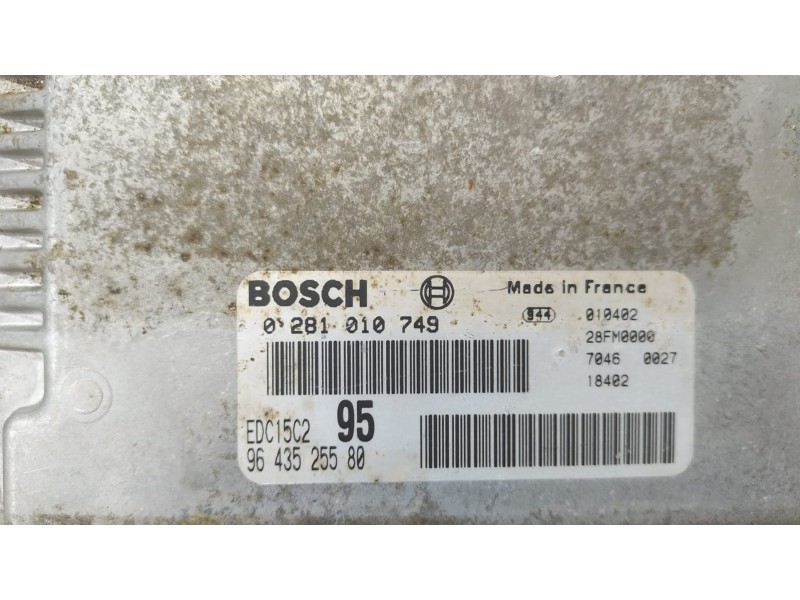 BOSCH Made in France
0 281 010 749 944 010402
28FM0000
7046 0027
18402
EDC15C2 95
96 435 255 80